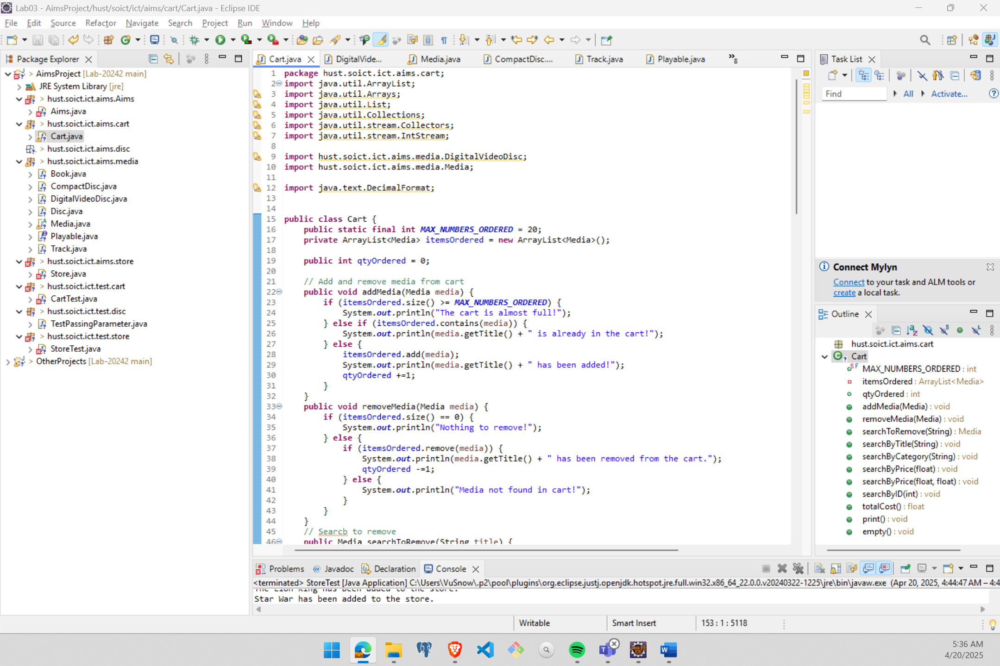 Lab03 - AimsProject/hust/soict/ict/aims/cart/Cart.java - Eclipse IDE
File Edit Source Refactor Navigate Search Project Run Window Help
Package Explorer
> AimsProject [Lab-20242 main]
JRE System Library [jre]
> hust.soict.ict.aims.Aims
Aims.java
> hust.soict.ict.aims.cart
Cart.java
> hust.soict.ict.aims.disc
> hust.soict.ict.aims.media
Book.java
CompactDisc.java
DigitalVideoDisc.java
Disc.java
Media.java
Playable.java
Track.java
> hust.soict.ict.aims.store
Store.java
> hust.soict.ict.test.cart
CartTest.java
> hust.soict.ict.test.disc
TestPassingParameter.java
> hust.soict.ict.test.store
StoreTest.java
> OtherProjects [Lab-20242 main]
Cart.java DigitalVide... Media.java CompactDisc.... Track.java Playable.java »8
1 package hust.soict.ict.aims.cart;
2 import java.util.ArrayList;
3 import java.util.Arrays;
4 import java.util.List;
5 import java.util.Collections;
6 import java.util.stream.Collectors;
7 import java.util.stream.IntStream;
8
9 import hust.soict.ict.aims.media.DigitalVideoDisc;
10 import hust.soict.ict.aims.media.Media;
11
12 import java.text.DecimalFormat;
13
14
15 public class Cart {
16 public static final int MAX_NUMBERS_ORDERED = 20;
17 private ArrayList<Media> itemsOrdered = new ArrayList<Media>();
18
19 public int qtyOrdered = 0;
20
21 // Add and remove media from cart
22 public void addMedia(Media media) {
23 if (itemsOrdered.size() >= MAX_NUMBERS_ORDERED) {
24 System.out.println("The cart is almost full!");
25 } else if (itemsOrdered.contains(media)) {
26 System.out.println(media.getTitle() + " is already in the cart!");
27 } else {
28 itemsOrdered.add(media);
29 System.out.println(media.getTitle() + " has been added!");
30 qtyOrdered +=1;
31 }
32 }
33 public void removeMedia(Media media) {
34 if (itemsOrdered.size() == 0) {
35 System.out.println("Nothing to remove!");
36 } else {
37 if (itemsOrdered.remove(media)) {
38 System.out.println(media.getTitle() + " has been removed from the cart.");
39 qtyOrdered -=1;
40 } else {
41 System.out.println("Media not found in cart!");
42 }
43 }
44 }
45 // Searcb to remove
46 public Media searchToRemove(String title) {
Task List
Find All Activate...
Connect Mylyn
Connect to your task and ALM tools or
create a local task.
Outline
hust.soict.ict.aims.cart
Cart
MAX_NUMBERS_ORDERED : int
itemsOrdered : ArrayList<Media>
qtyOrdered : int
addMedia(Media) : void
removeMedia(Media) : void
searchToRemove(String) : Media
searchByTitle(String) : void
searchByCategory(String) : void
searchByPrice(float) : void
searchByPrice(float, float) : void
searchByID(int) : void
totalCost() : float
print() : void
empty() : void
Problems Javadoc Declaration Console
<terminated> StoreTest [Java Application] C:\Users\VuSnow\.p2\pool\plugins\org.eclipse.justj.openjdk.hotspot.jre.full.win32.x86_64_22.0.0.v20240322-1225\jre\bin\javaw.exe (Apr 20, 2025, 4:44:47 AM – 4:4
The Lion King has been added to the store.
Star War has been added to the store.
Writable Smart Insert 153 : 1 : 5118
5:36 AM
4/20/2025